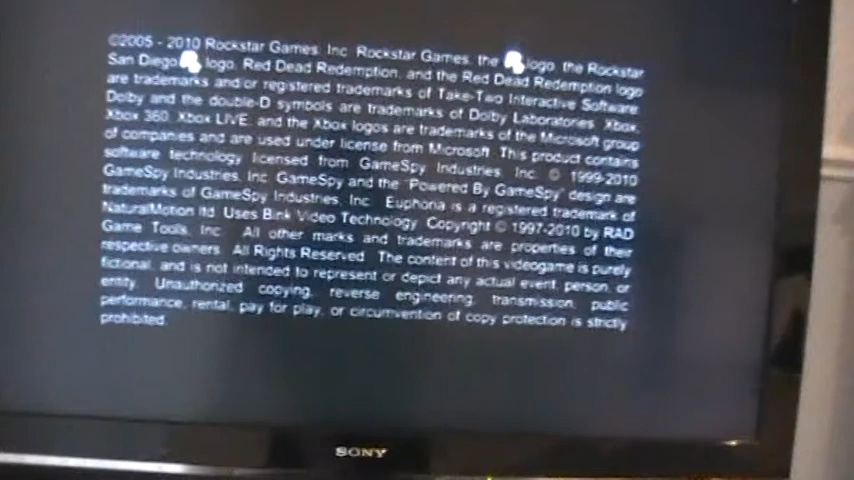 ©2005 - 2010 Rockstar Games, Inc. Rockstar Games, the logo, the Rockstar
San Diego logo, Red Dead Redemption, and the Red Dead Redemption logo
are trademarks and/or registered trademarks of Take-Two Interactive Software.
Dolby and the double-D symbols are trademarks of Dolby Laboratories. Xbox,
Xbox 360, Xbox LIVE, and the Xbox logos are trademarks of the Microsoft group
of companies and are used under license from Microsoft. This product contains
software technology licensed from GameSpy Industries, Inc. © 1999-2010
GameSpy Industries, Inc. GameSpy and the "Powered By GameSpy" design are
trademarks of GameSpy Industries, Inc. Euphoria is a registered trademark of
NaturalMotion ltd. Uses Bink Video Technology. Copyright © 1997-2010 by RAD
Game Tools, Inc. All other marks and trademarks are properties of their
respective owners. All Rights Reserved. The content of this videogame is purely
fictional, and is not intended to represent or depict any actual event, person, or
entity. Unauthorized copying, reverse engineering, transmission, public
performance, rental, pay for play, or circumvention of copy protection is strictly
prohibited.
SONY